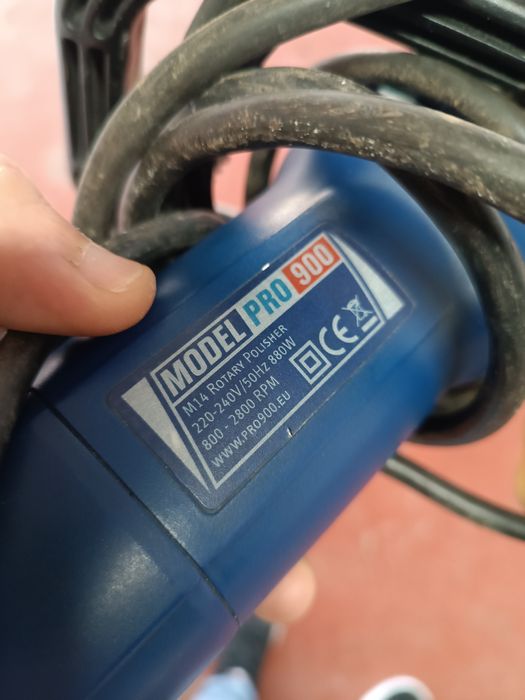 MODEL PRO 900
M14 ROTARY POLISHER
220-240V/50HZ 880W
800 - 2800 RPM
WWW.PRO900.EU
CE